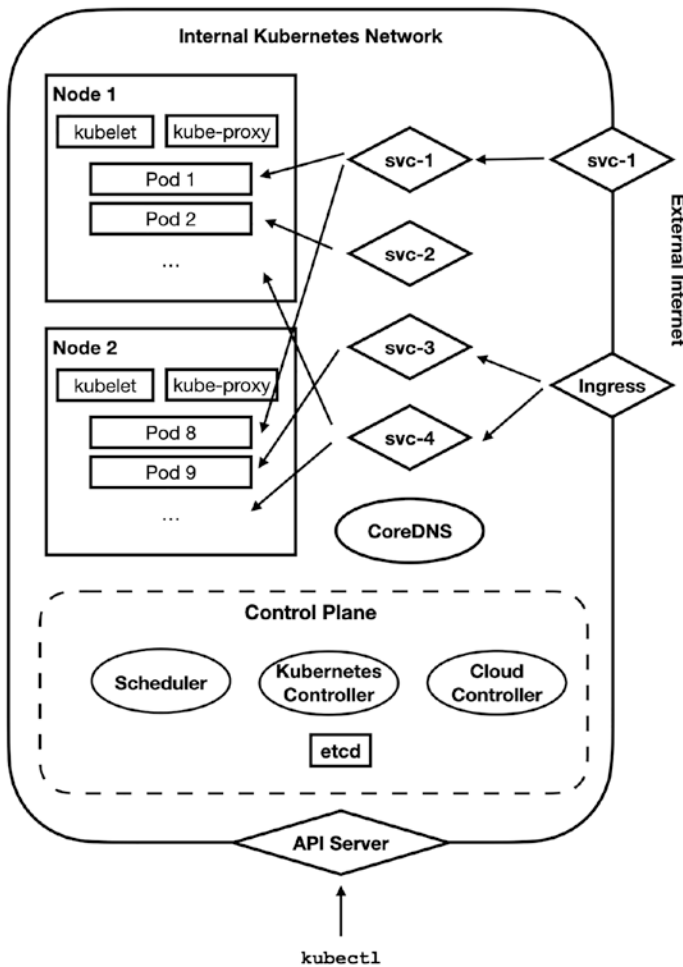 Internal Kubernetes Network
Node 1
kubelet
kube-proxy
Pod 1
Pod 2
...
svc-1
svc-1
svc-2
External Internet
Node 2
kubelet
kube-proxy
Pod 8
Pod 9
...
svc-3
svc-4
Ingress
CoreDNS
Control Plane
Scheduler
Kubernetes
Controller
Cloud
Controller
etcd
API Server
kubectl